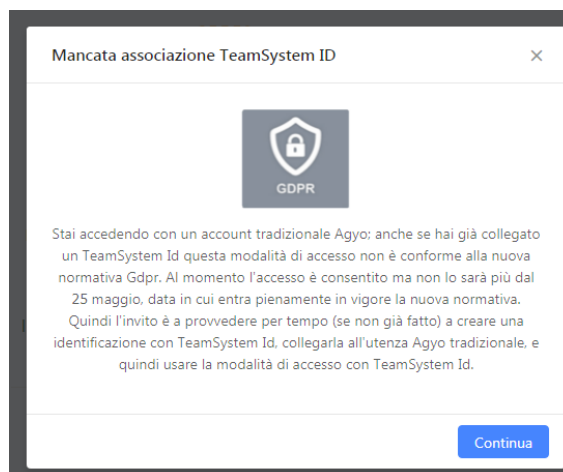 Mancata associazione TeamSystem ID
GDPR
Stai accedendo con un account tradizionale Agyo; anche se hai già collegato
un TeamSystem Id questa modalità di accesso non è conforme alla nuova
normativa Gdpr. Al momento l'accesso è consentito ma non lo sarà più dal
25 maggio, data in cui entra pienamente in vigore la nuova normativa.
Quindi l'invito è a provvedere per tempo (se non già fatto) a creare una
identificazione con TeamSystem Id, collegarla all'utenza Agyo tradizionale, e
quindi usare la modalità di accesso con TeamSystem Id.
Continua